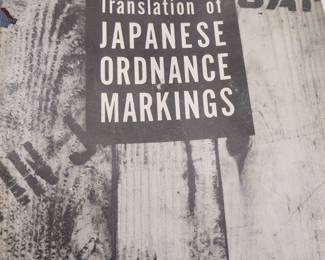 Translation of
JAPANESE
ORDNANCE
MARKINGS